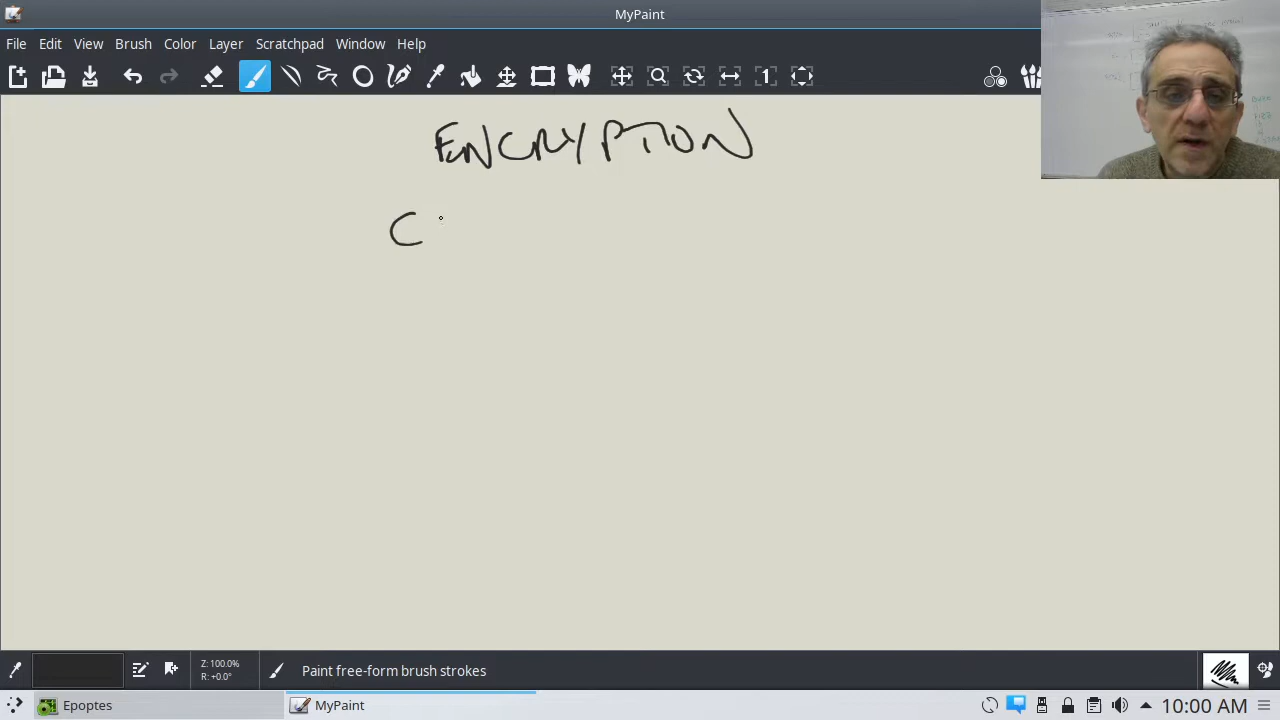 MyPaint
File Edit View Brush Color Layer Scratchpad Window Help
ENCRYPTION
C
Z: 100.0%
R: +0.0°
Paint free-form brush strokes
Epoptes
MyPaint
10:00 AM